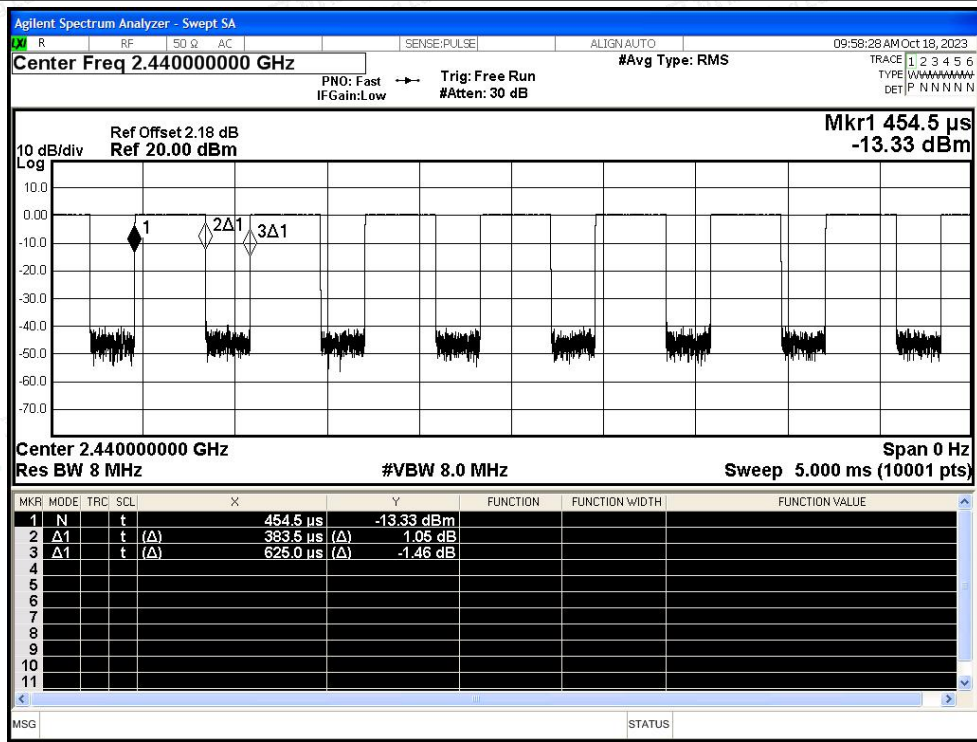 Agilent Spectrum Analyzer - Swept SA
LXI R RF 50 Ω AC SENSE:PULSE ALIGN AUTO 09:58:28 AM Oct 18, 2023
Center Freq 2.440000000 GHz
#Avg Type: RMS
TRACE 1 2 3 4 5 6
PNO: Fast
Trig: Free Run
TYPE
IFGain:Low
#Atten: 30 dB
DET P N N N N N
Mkr1 454.5 µs
Ref Offset 2.18 dB
-13.33 dBm
10 dB/div Ref 20.00 dBm
Log
10.0
0.00
1 2Δ1 3Δ1
-10.0
-20.0
-30.0
-40.0
-50.0
-60.0
-70.0
Center 2.440000000 GHz Span 0 Hz
Res BW 8 MHz #VBW 8.0 MHz Sweep 5.000 ms (10001 pts)
MKR MODE TRC SCL X Y FUNCTION FUNCTION WIDTH FUNCTION VALUE
1 N t 454.5 µs -13.33 dBm
2 Δ1 t (Δ) 383.5 µs (Δ) 1.05 dB
3 Δ1 t (Δ) 625.0 µs (Δ) -1.46 dB
4
5
6
7
8
9
10
11
MSG STATUS